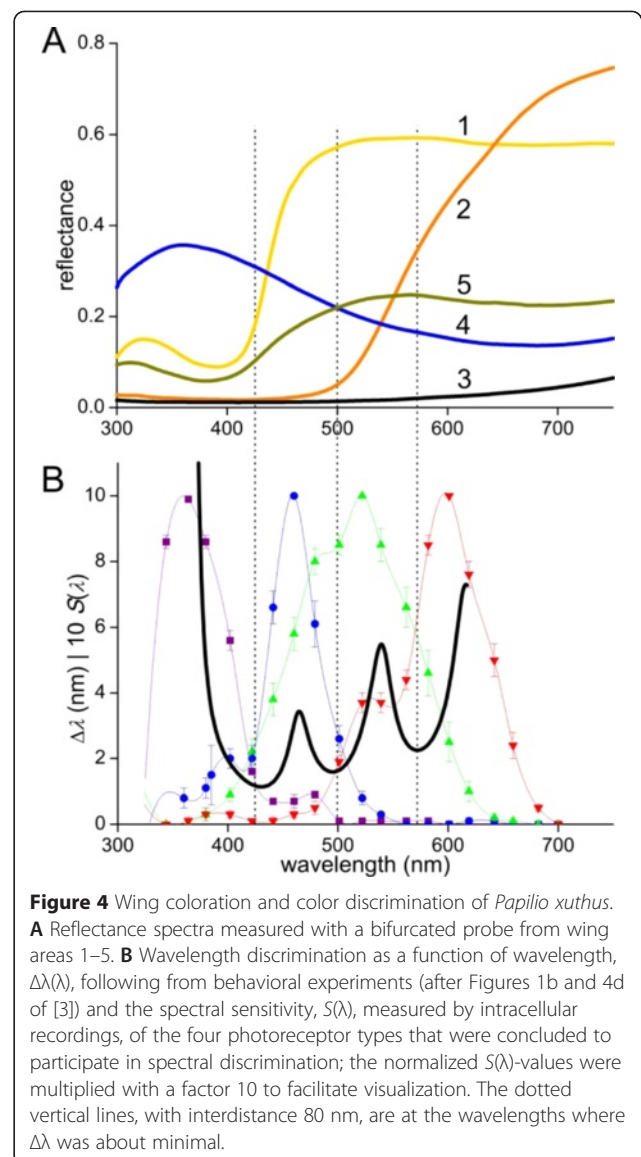 A
0.8
0.6
0.4
0.2
0.0
reflectance
1
2
5
4
3
300 400 500 600 700
B
10
8
6
4
2
0
Δλ (nm) | 10 S(λ)
300 400 500 600 700
wavelength (nm)
Figure 4 Wing coloration and color discrimination of Papilio xuthus.
A Reflectance spectra measured with a bifurcated probe from wing
areas 1–5. B Wavelength discrimination as a function of wavelength,
Δλ(λ), following from behavioral experiments (after Figures 1b and 4d
of [3]) and the spectral sensitivity, S(λ), measured by intracellular
recordings, of the four photoreceptor types that were concluded to
participate in spectral discrimination; the normalized S(λ)-values were
multiplied with a factor 10 to facilitate visualization. The dotted
vertical lines, with interdistance 80 nm, are at the wavelengths where
Δλ was about minimal.